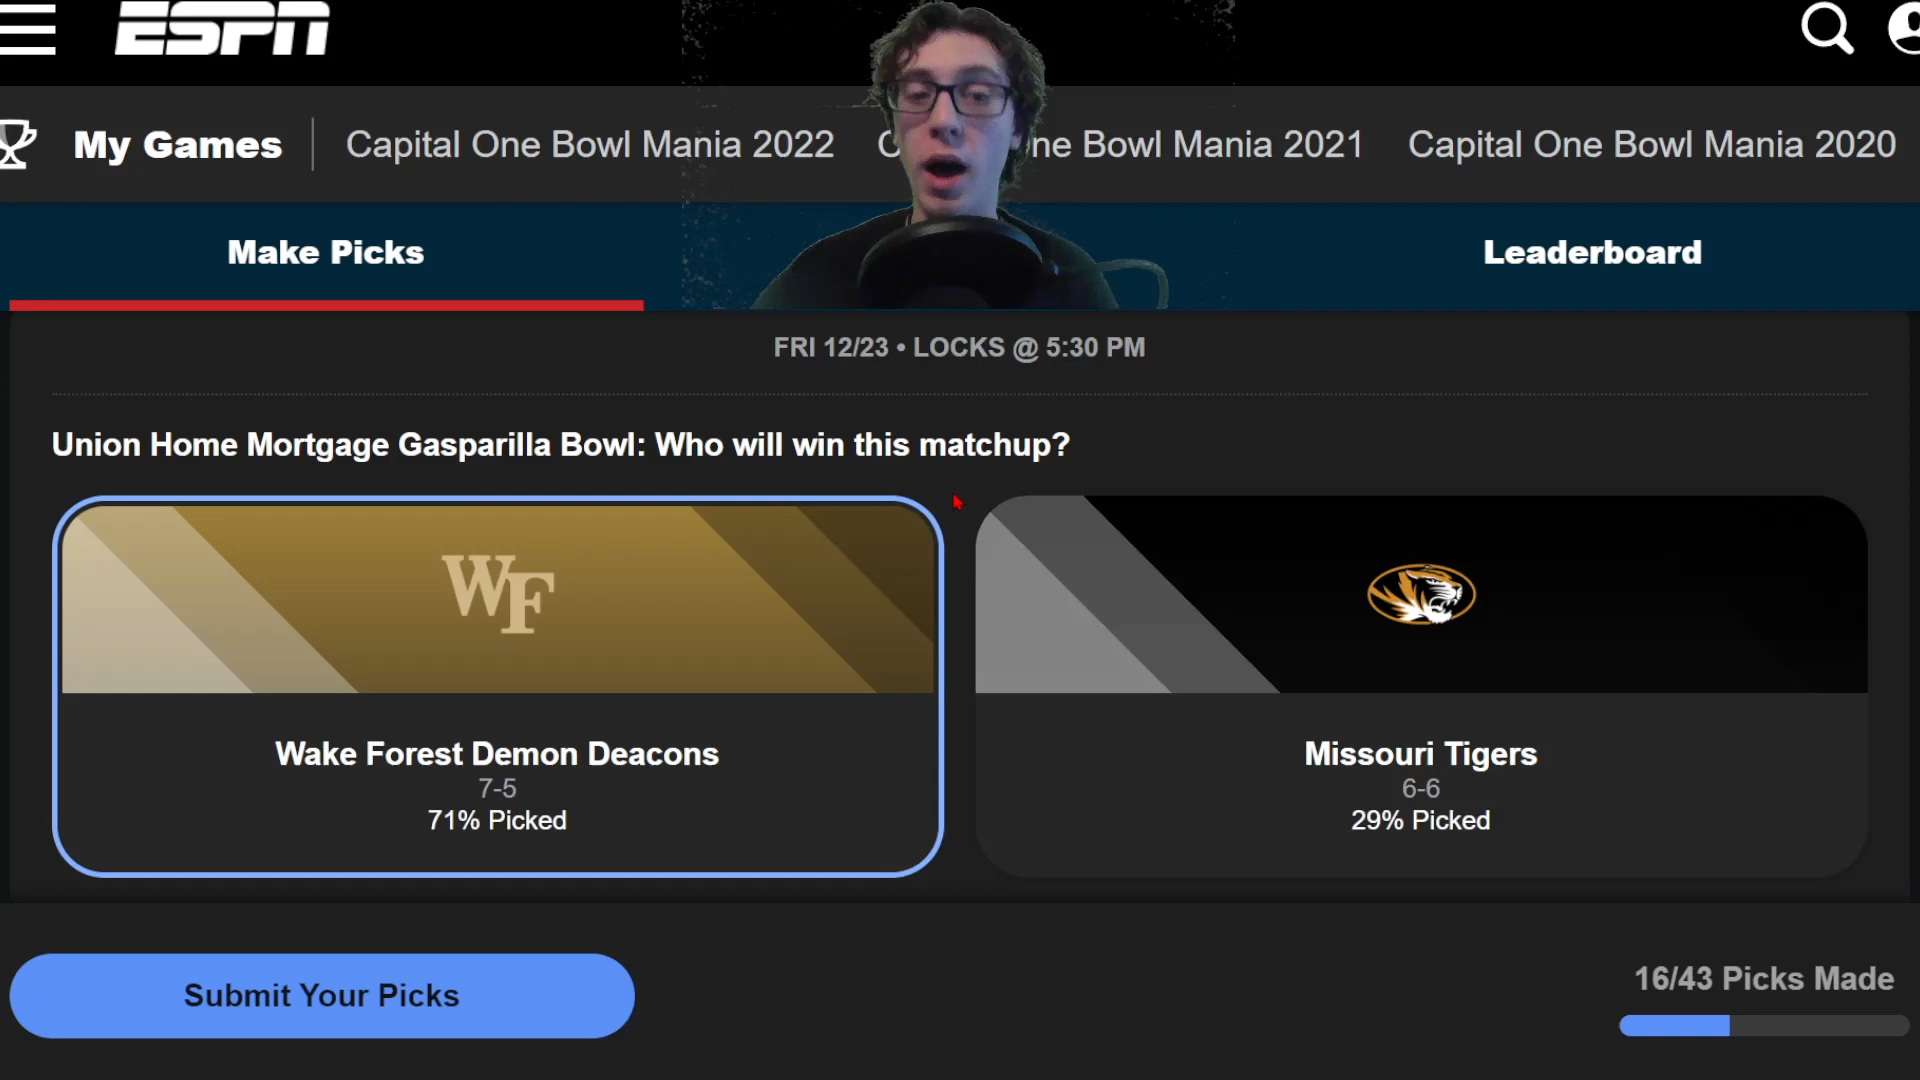 ESPN
My Games
Capital One Bowl Mania 2022
ne Bowl Mania 2021
Capital One Bowl Mania 2020
Make Picks
Leaderboard
FRI 12/23 • LOCKS @ 5:30 PM
Union Home Mortgage Gasparilla Bowl: Who will win this matchup?
WF
Wake Forest Demon Deacons
7-5
71% Picked
Missouri Tigers
6-6
29% Picked
Submit Your Picks
16/43 Picks Made